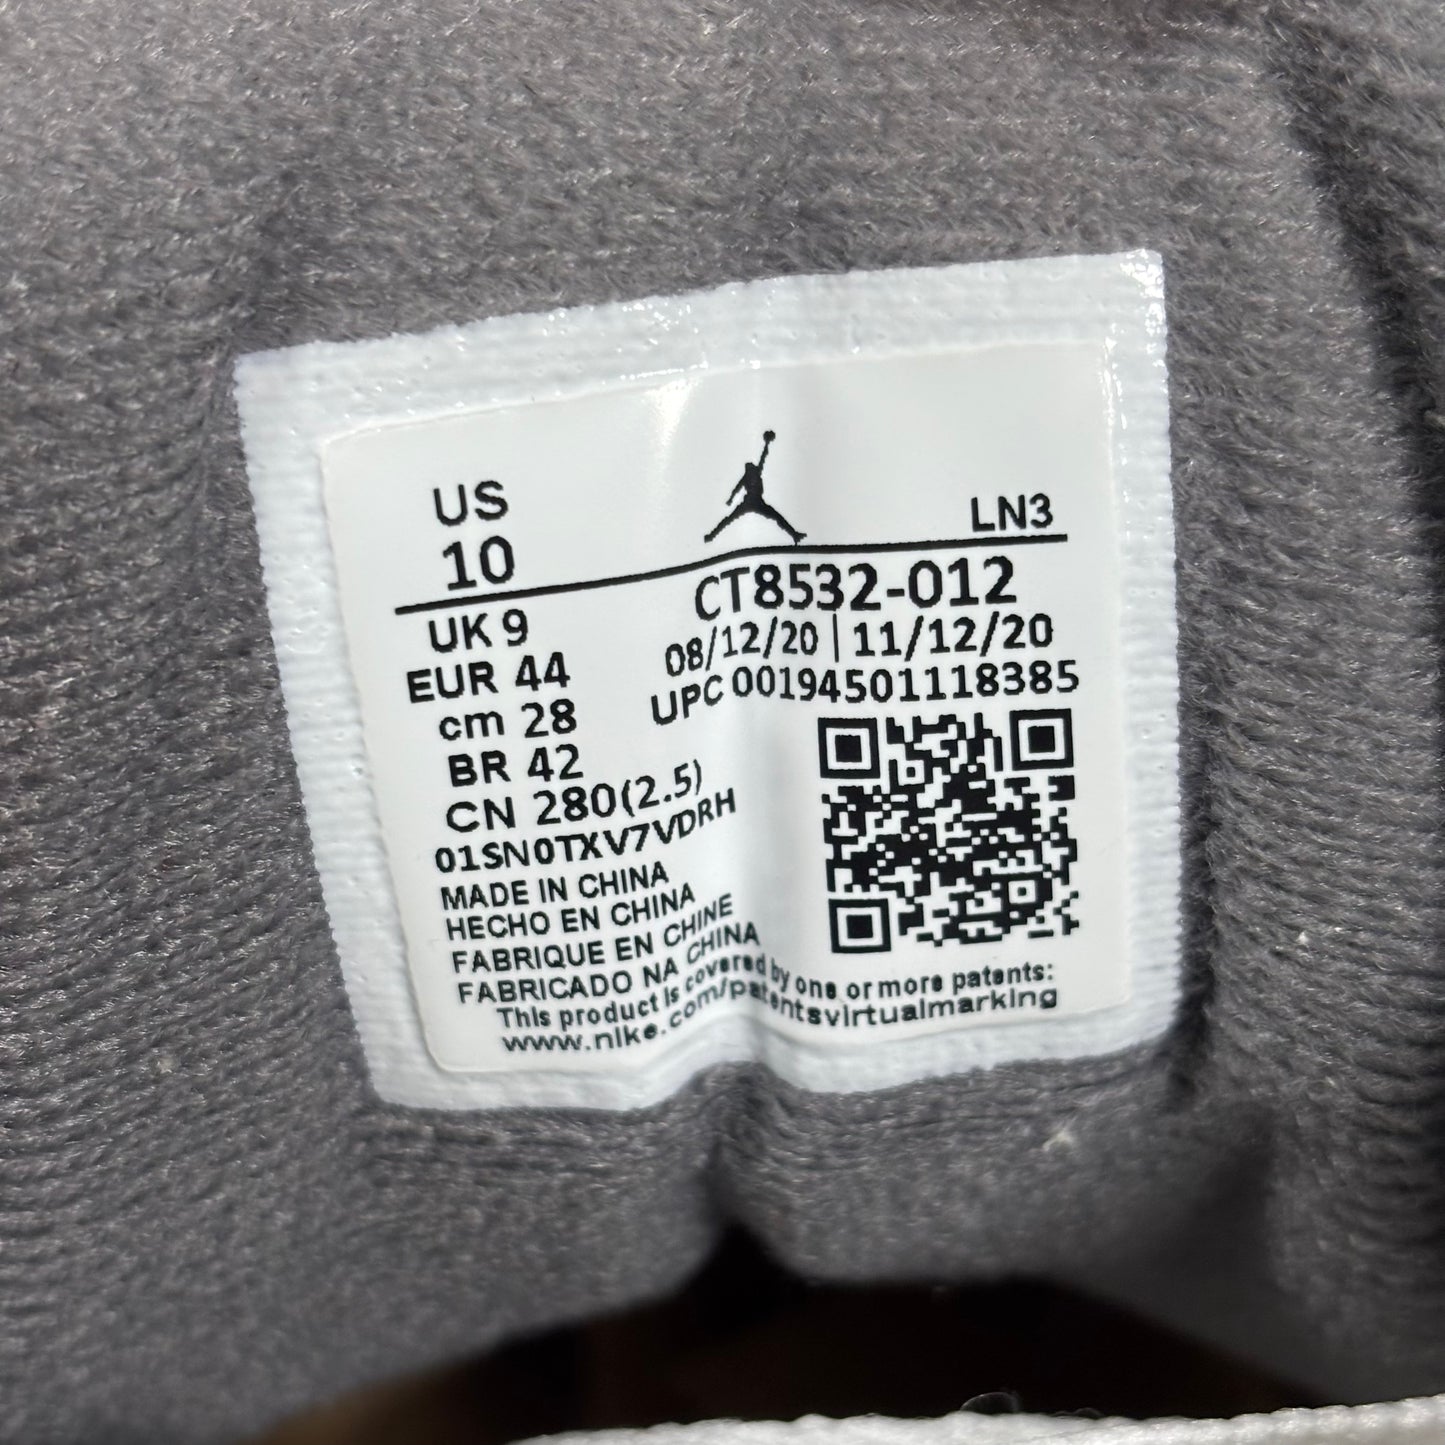 US
10
LN3
UK 9
EUR 44
cm 28
BR 42
CN 280(2.5)
01SN0TXV7VDRH
CT8532-012
08/12/20 | 11/12/20
UPC 00194501118385
MADE IN CHINA
HECHO EN CHINA
FABRIQUE EN CHINE
FABRICADO NA CHINA
This product is covered by one or more patents:
www.nike.com/patentsvirtualmarking